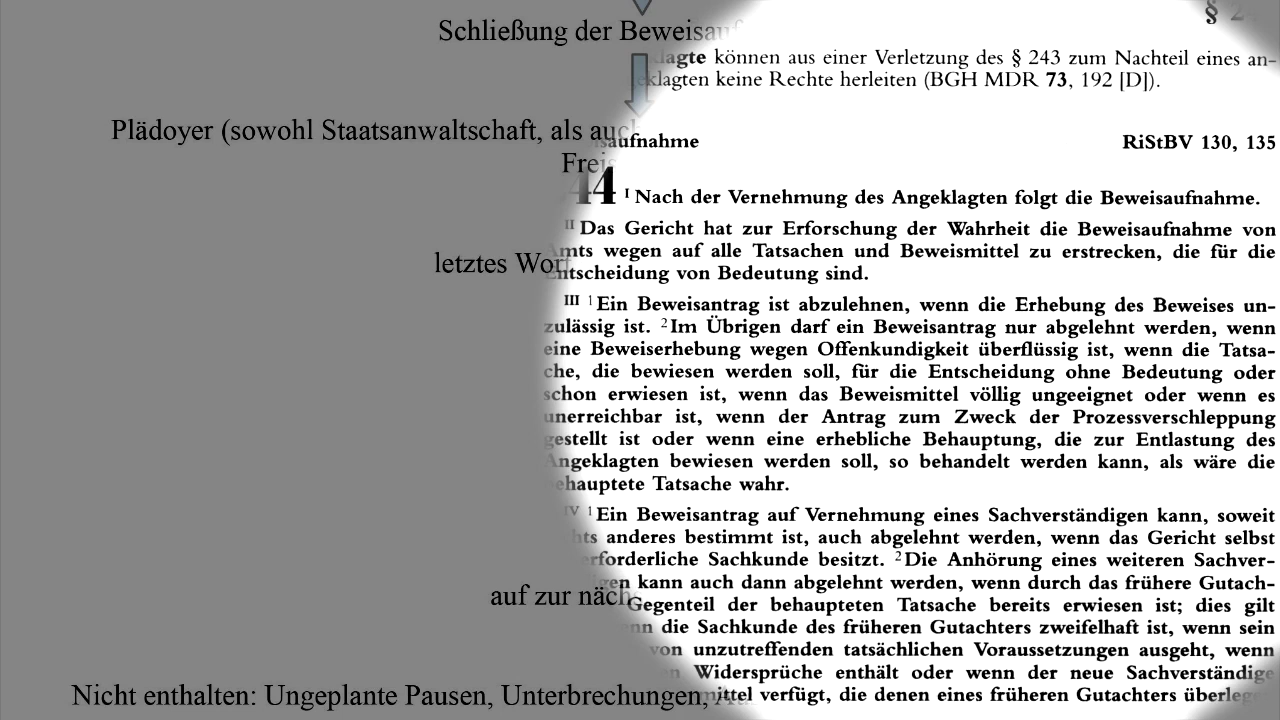 Schließung der Beweisau
Plädoyer (sowohl Staatsanwaltschaft, als auch
Freis
letztes Wort
auf zur näch
Nicht enthalten: Ungeplante Pausen, Unterbrechungen,
§ 2
klagte können aus einer Verletzung des § 243 zum Nachteil eines an-
klagten keine Rechte herleiten (BGH MDR 73, 192 [D]).
isaufnahme RiStBV 130, 135
44 I Nach der Vernehmung des Angeklagten folgt die Beweisaufnahme.
II Das Gericht hat zur Erforschung der Wahrheit die Beweisaufnahme von
Amts wegen auf alle Tatsachen und Beweismittel zu erstrecken, die für die
Entscheidung von Bedeutung sind.
III 1 Ein Beweisantrag ist abzulehnen, wenn die Erhebung des Beweises un-
zulässig ist. 2 Im Übrigen darf ein Beweisantrag nur abgelehnt werden, wenn
eine Beweiserhebung wegen Offenkundigkeit überflüssig ist, wenn die Tatsa-
che, die bewiesen werden soll, für die Entscheidung ohne Bedeutung oder
schon erwiesen ist, wenn das Beweismittel völlig ungeeignet oder wenn es
unerreichbar ist, wenn der Antrag zum Zweck der Prozessverschleppung
gestellt ist oder wenn eine erhebliche Behauptung, die zur Entlastung des
Angeklagten bewiesen werden soll, so behandelt werden kann, als wäre die
behauptete Tatsache wahr.
IV 1 Ein Beweisantrag auf Vernehmung eines Sachverständigen kann, soweit
hts anderes bestimmt ist, auch abgelehnt werden, wenn das Gericht selbst
erforderliche Sachkunde besitzt. 2 Die Anhörung eines weiteren Sachver-
igen kann auch dann abgelehnt werden, wenn durch das frühere Gutach-
Gegenteil der behaupteten Tatsache bereits erwiesen ist; dies gilt
nn die Sachkunde des früheren Gutachters zweifelhaft ist, wenn sein
von unzutreffenden tatsächlichen Voraussetzungen ausgeht, wenn
n Widersprüche enthält oder wenn der neue Sachverständige
mittel verfügt, die denen eines früheren Gutachters überlege